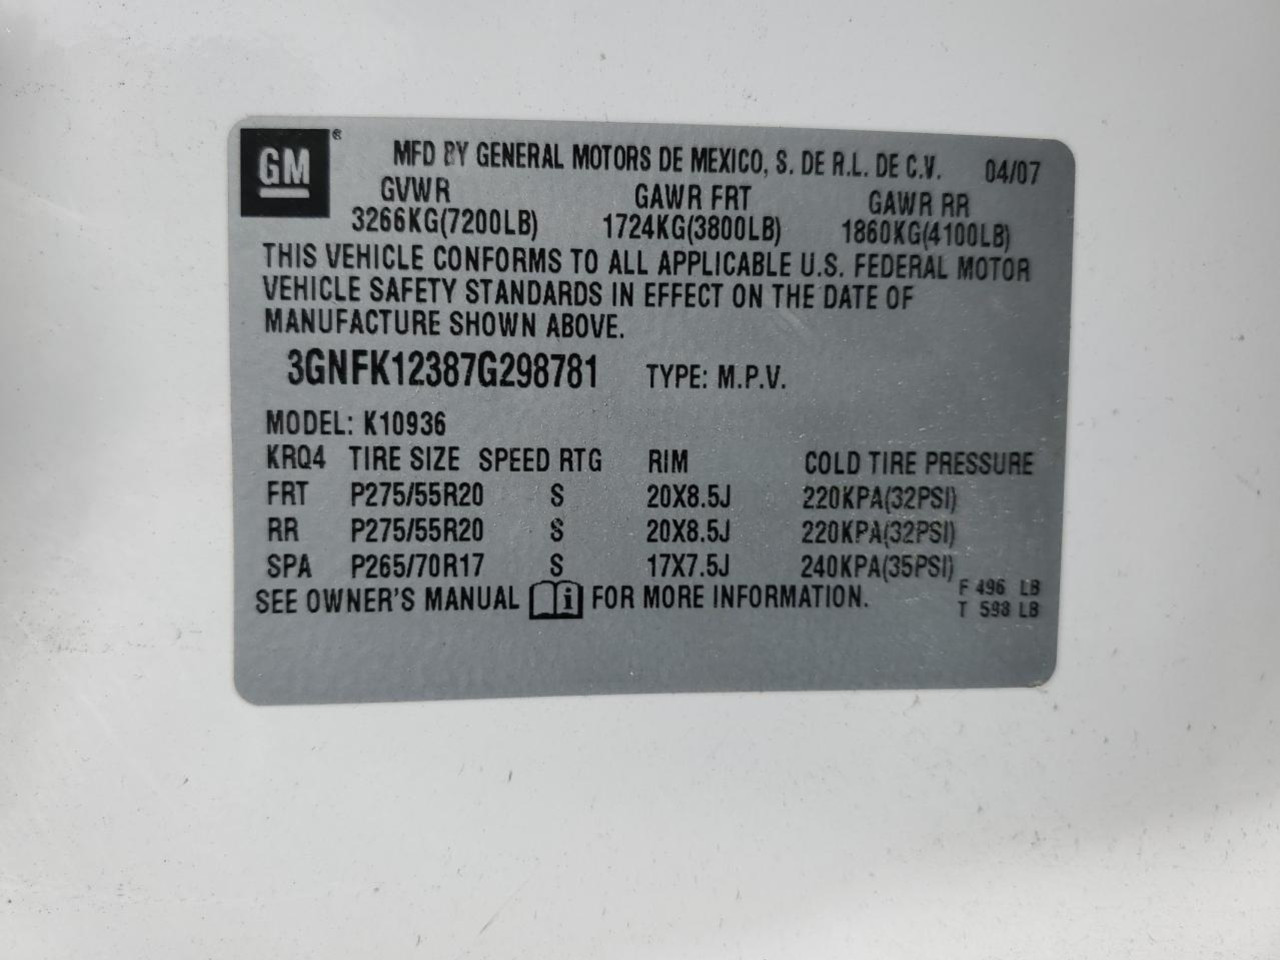 GM ® MFD BY GENERAL MOTORS DE MEXICO, S. DE R.L. DE C.V. 04/07
GVWR GAWR FRT GAWR RR
3266KG(7200LB) 1724KG(3800LB) 1860KG(4100LB)
THIS VEHICLE CONFORMS TO ALL APPLICABLE U.S. FEDERAL MOTOR
VEHICLE SAFETY STANDARDS IN EFFECT ON THE DATE OF
MANUFACTURE SHOWN ABOVE.
3GNFK12387G298781 TYPE: M.P.V.
MODEL: K10936
KRQ4 TIRE SIZE SPEED RTG RIM COLD TIRE PRESSURE
FRT P275/55R20 S 20X8.5J 220KPA(32PSI)
RR P275/55R20 S 20X8.5J 220KPA(32PSI)
SPA P265/70R17 S 17X7.5J 240KPA(35PSI)
SEE OWNER'S MANUAL i FOR MORE INFORMATION.
F 496 LB
T 598 LB